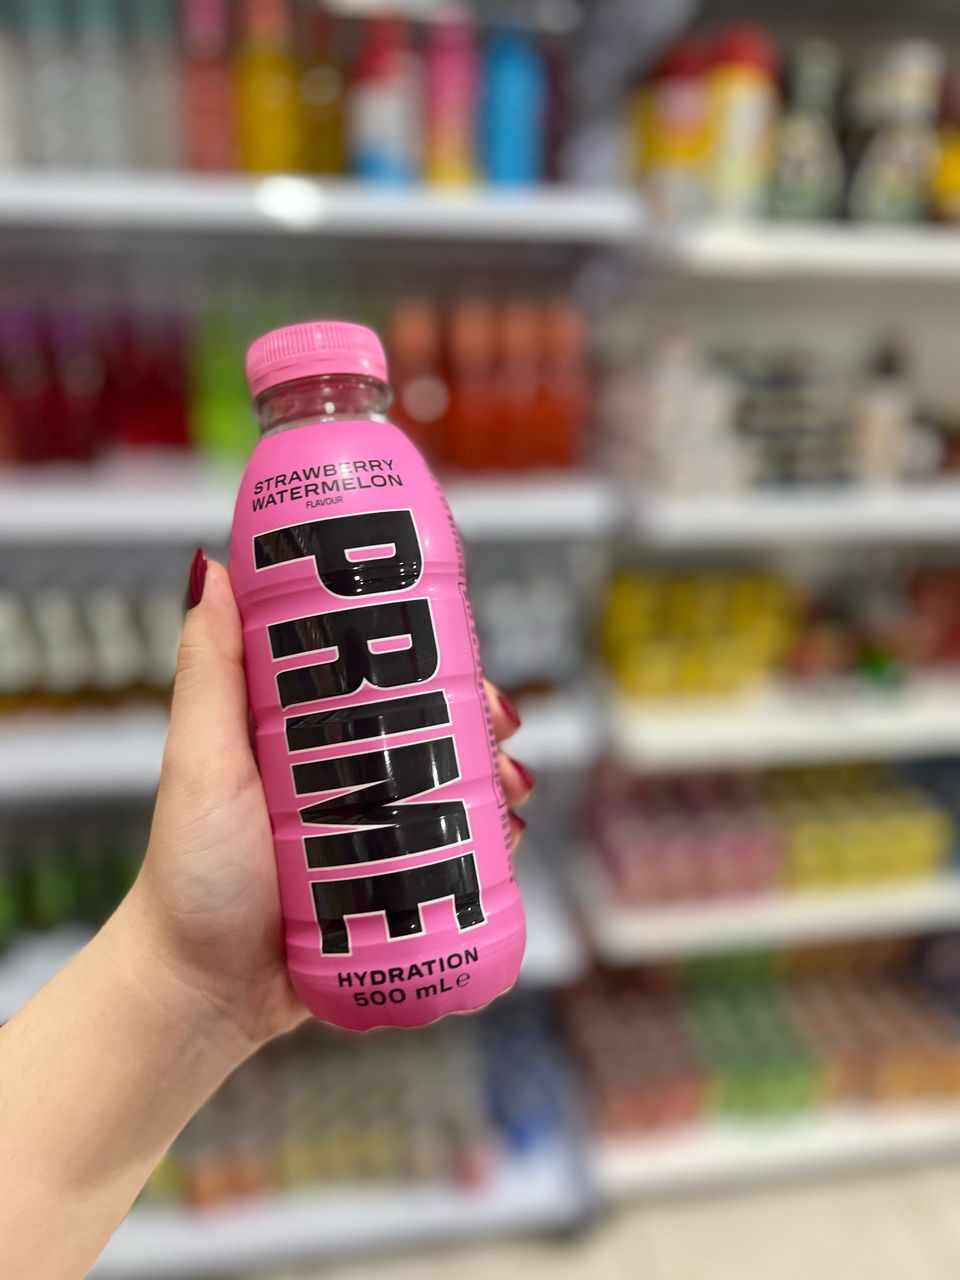 STRAWBERRY
WATERMELON
FLAVOUR
PRIME
HYDRATION
500 mL℮